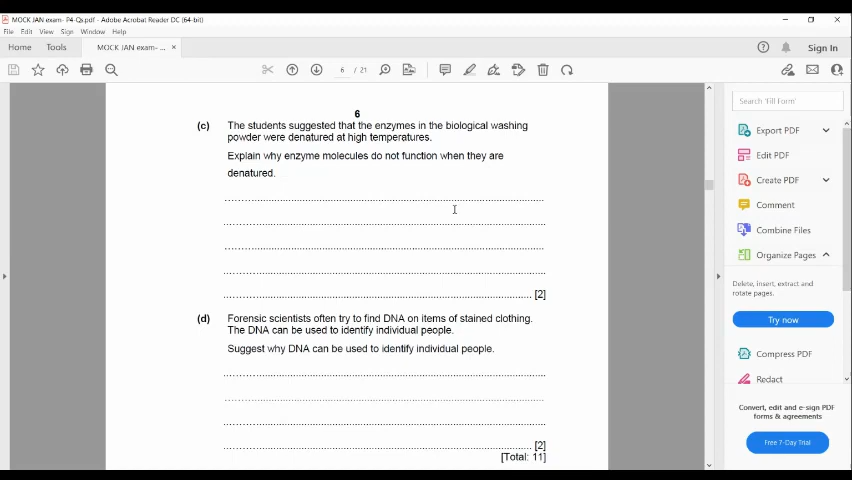 MOCK JAN exam- P4-Qs.pdf - Adobe Acrobat Reader DC (64-bit)
File Edit View Sign Window Help
Home Tools MOCK JAN exam- ... × Sign In
6 / 21
6
(c) The students suggested that the enzymes in the biological washing
powder were denatured at high temperatures.
Explain why enzyme molecules do not function when they are
denatured.
[2]
(d) Forensic scientists often try to find DNA on items of stained clothing.
The DNA can be used to identify individual people.
Suggest why DNA can be used to identify individual people.
[2]
[Total: 11]
Search 'Fill Form'
Export PDF
Edit PDF
Create PDF
Comment
Combine Files
Organize Pages
Delete, insert, extract and
rotate pages.
Try now
Compress PDF
Redact
Convert, edit and e-sign PDF
forms & agreements
Free 7-Day Trial